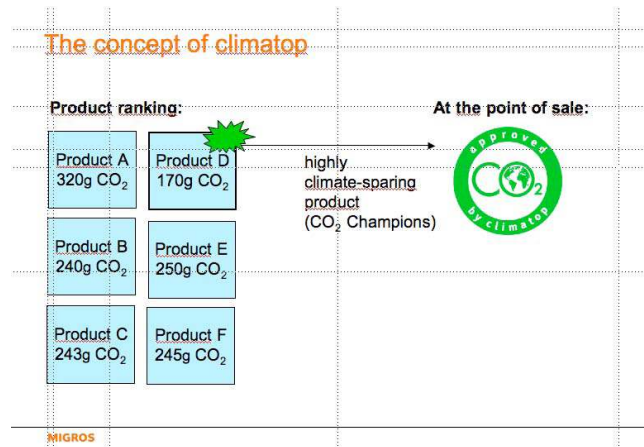 The concept of climatop
Product ranking:
At the point of sale:
Product A
320g CO₂
Product D
170g CO₂
highly
climate-sparing
product
(CO₂ Champions)
approved
CO₂
by climatop
Product B
240g CO₂
Product E
250g CO₂
Product C
243g CO₂
Product F
245g CO₂
MIGROS